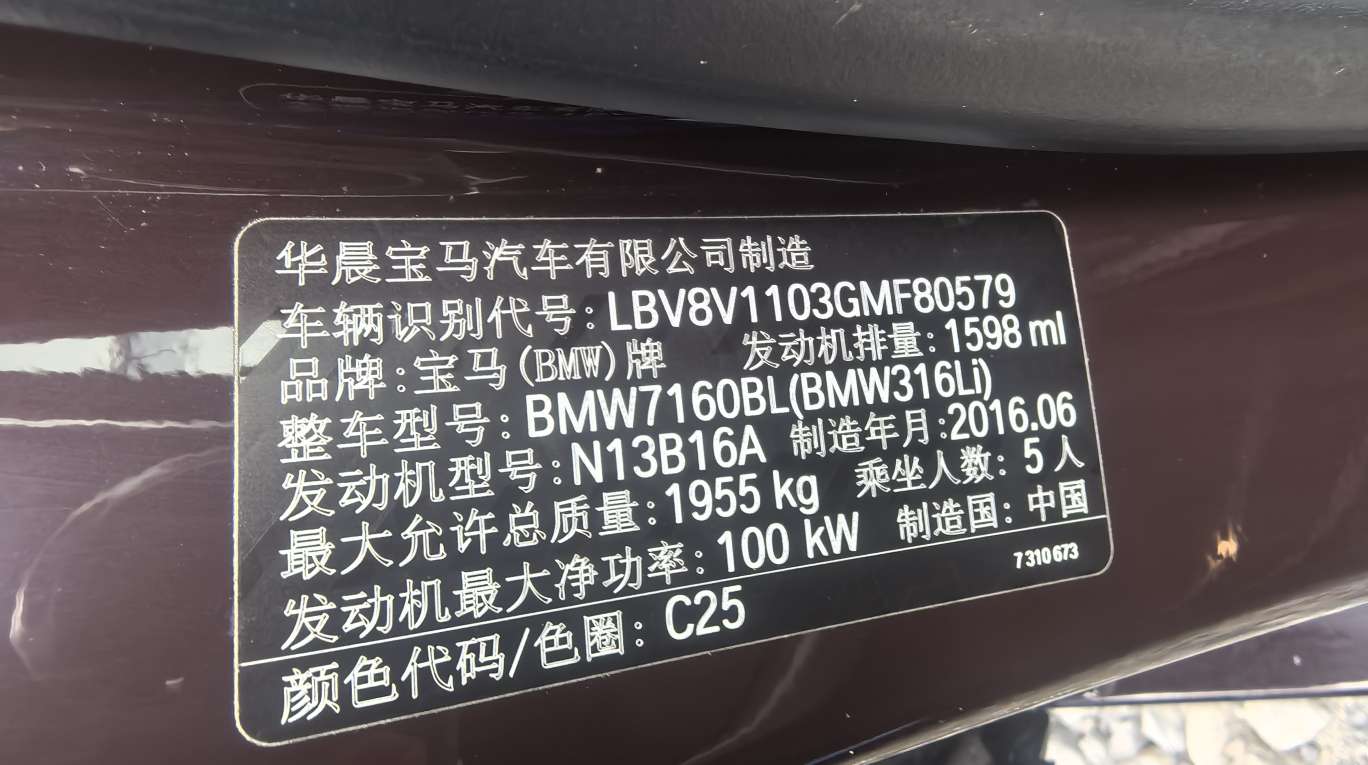 华晨宝马汽车有限公司制造
车辆识别代号：LBV8V1103GMF80579
品牌：宝马(BMW)牌 发动机排量：1598 ml
整车型号：BMW7160BL(BMW316Li)
发动机型号：N13B16A 制造年月：2016.06
最大允许总质量：1955 kg 乘坐人数：5人
发动机最大净功率：100 kW 制造国：中国
7310673
颜色代码/色圈：C25